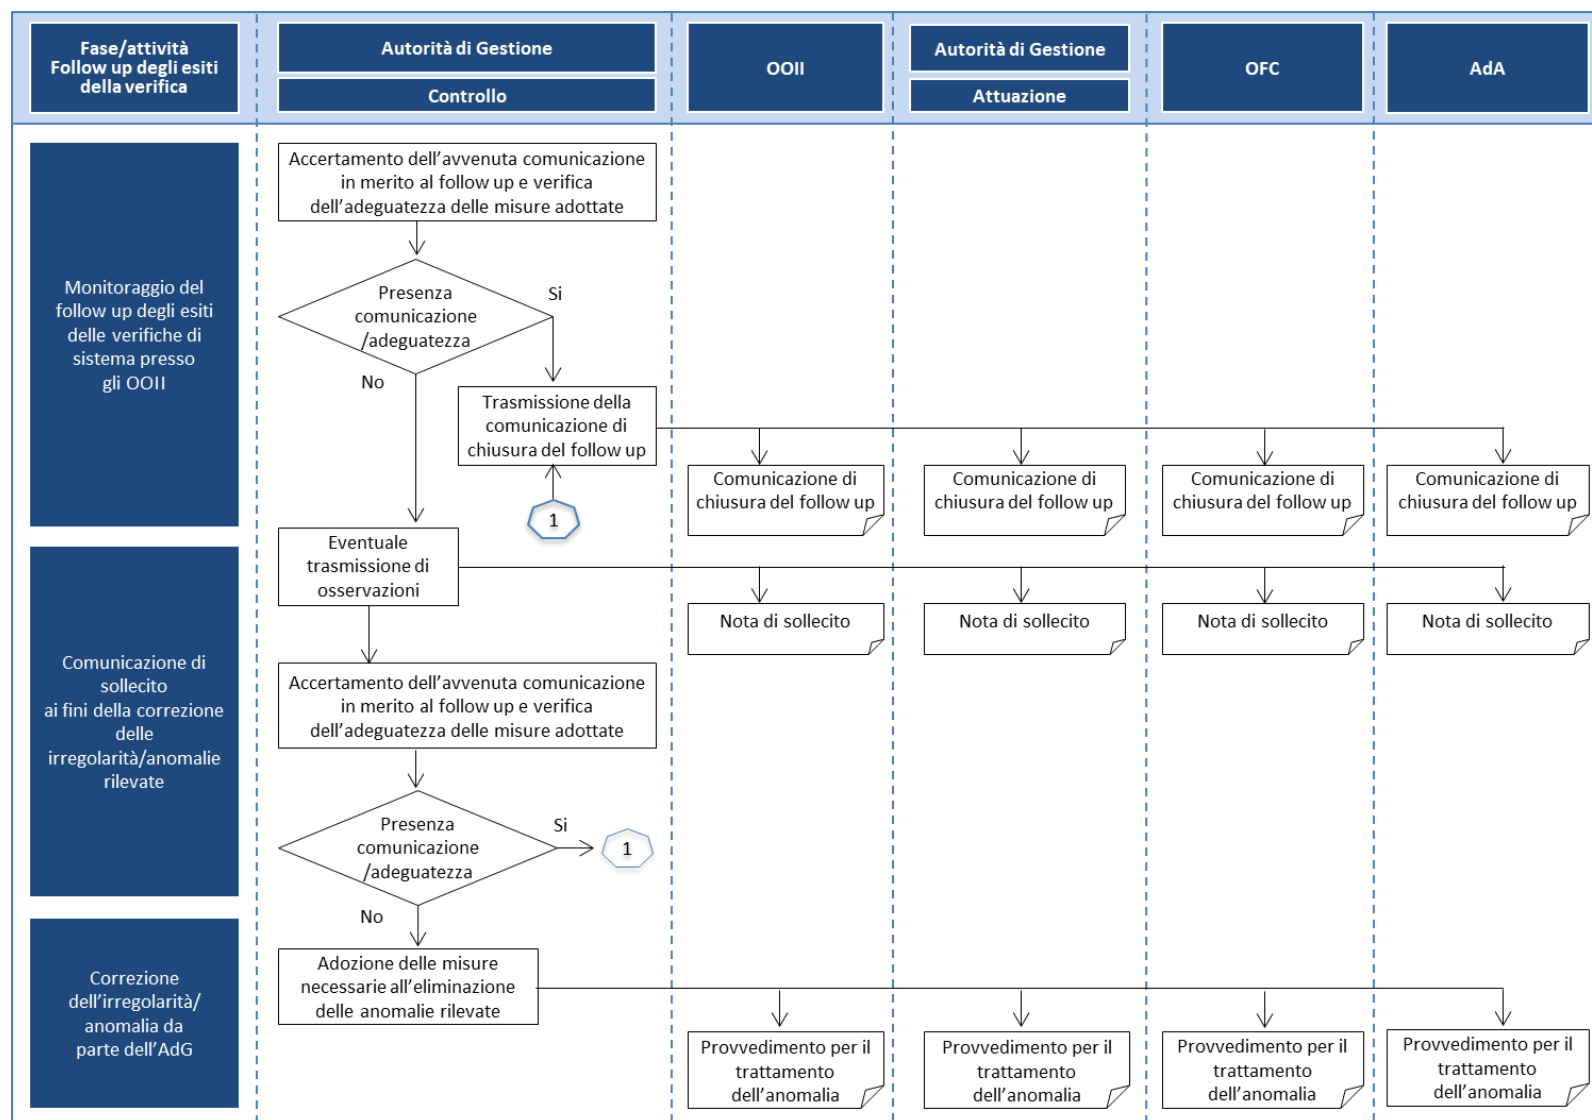 Fase/attività
Follow up degli esiti
della verifica
Autorità di Gestione
Controllo
OOII
Autorità di Gestione
Attuazione
OFC
AdA
Monitoraggio del
follow up degli esiti
delle verifiche di
sistema presso
gli OOII
Accertamento dell'avvenuta comunicazione
in merito al follow up e verifica
dell'adeguatezza delle misure adottate
Presenza
comunicazione
/adeguatezza
Si
No
Trasmissione della
comunicazione di
chiusura del follow up
1
Comunicazione di
chiusura del follow up
Comunicazione di
chiusura del follow up
Comunicazione di
chiusura del follow up
Comunicazione di
chiusura del follow up
Comunicazione di
sollecito
ai fini della correzione
delle
irregolarità/anomalie
rilevate
Eventuale
trasmissione di
osservazioni
Nota di sollecito
Nota di sollecito
Nota di sollecito
Nota di sollecito
Accertamento dell'avvenuta comunicazione
in merito al follow up e verifica
dell'adeguatezza delle misure adottate
Presenza
comunicazione
/adeguatezza
Si
1
No
Correzione
dell'irregolarità/
anomalia da
parte dell'AdG
Adozione delle misure
necessarie all'eliminazione
delle anomalie rilevate
Provvedimento per il
trattamento
dell'anomalia
Provvedimento per il
trattamento
dell'anomalia
Provvedimento per il
trattamento
dell'anomalia
Provvedimento per il
trattamento
dell'anomalia